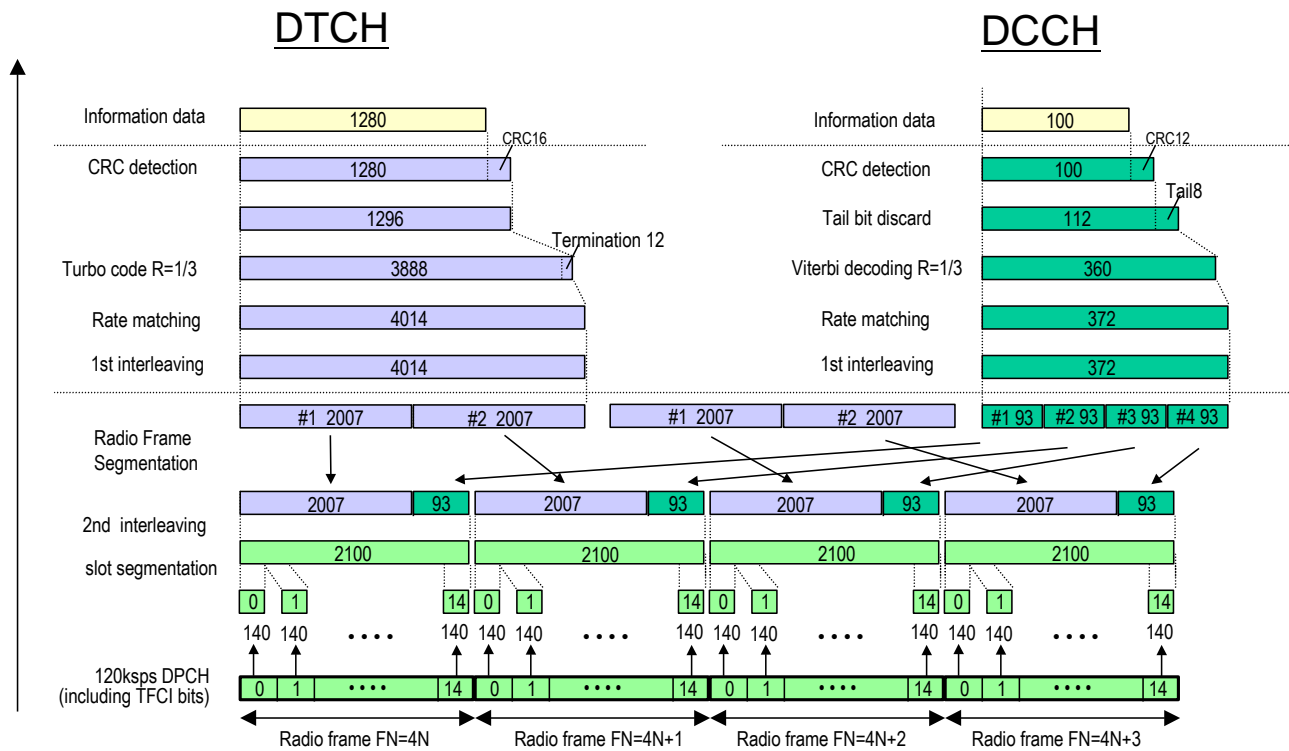 DTCH DCCH
Information data 1280 Information data 100
CRC16 CRC12
CRC detection 1280 CRC detection 100
Tail8
1296 Tail bit discard 112
Termination 12
Turbo code R=1/3 3888 Viterbi decoding R=1/3 360
Rate matching 4014 Rate matching 372
1st interleaving 4014 1st interleaving 372
#1 2007 #2 2007 #1 2007 #2 2007 #1 93 #2 93 #3 93 #4 93
Radio Frame
Segmentation
2007 93 2007 93 2007 93 2007 93
2nd interleaving
2100 2100 2100 2100
slot segmentation
0 1 14 0 1 14 0 1 14 0 1 14
140 140 • • • • 140 140 140 • • • • 140 140 140 • • • • 140 140 140 • • • • 140
120ksps DPCH
(including TFCI bits)
0 1 • • • • 14 0 1 • • • • 14 0 1 • • • • 14 0 1 • • • • 14
Radio frame FN=4N Radio frame FN=4N+1 Radio frame FN=4N+2 Radio frame FN=4N+3